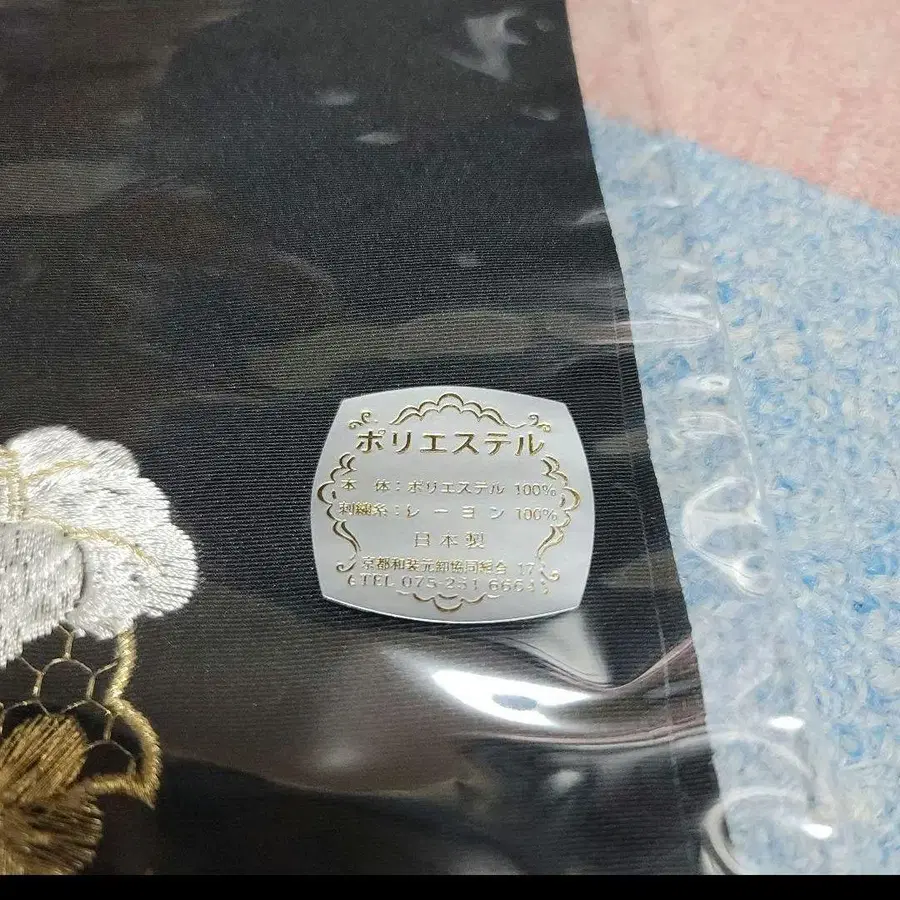 ポリエステル
本 体：ポリエステル 100%
刺繍糸：レーヨン 100%
日本製
京都和装元卸協同組合 17
(TEL 075-231 6664)